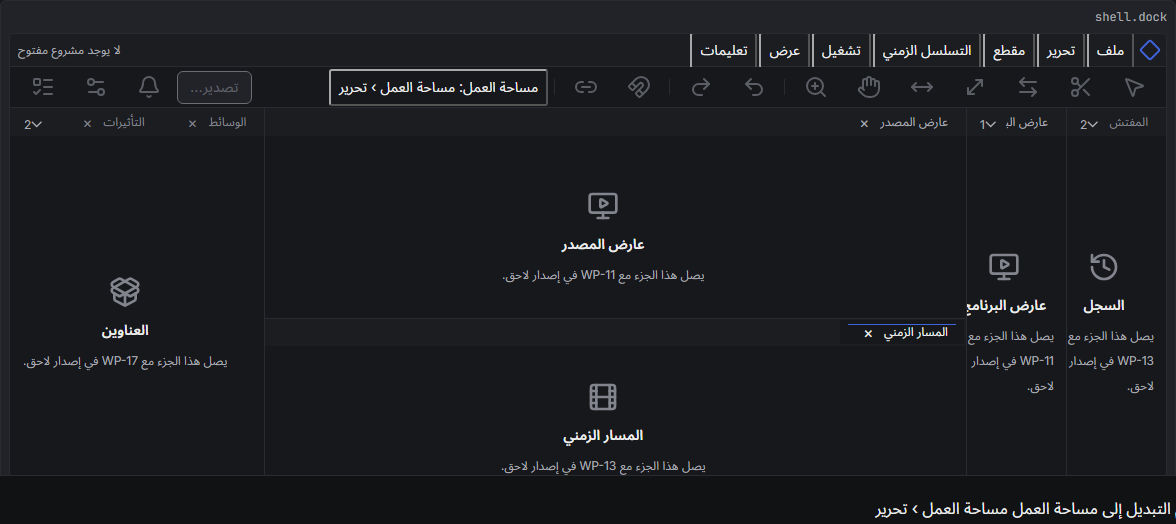 shell.dock
ملف تحرير مقطع التسلسل الزمني تشغيل عرض تعليمات
لا يوجد مشروع مفتوح
مساحة العمل: مساحة العمل › تحرير
تصدير...
المفتش
2
عارض الب
1
عارض المصدر ×
الوسائط ×
التأثيرات ×
2
السجل
يصل هذا الجزء مع
WP-13 في إصدار
لاحق.
عارض البرنامج
يصل هذا الجزء مع
WP-11 في إصدار
لاحق.
عارض المصدر
يصل هذا الجزء مع WP-11 في إصدار لاحق.
المسار الزمني ×
المسار الزمني
يصل هذا الجزء مع WP-13 في إصدار لاحق.
العناوين
يصل هذا الجزء مع WP-17 في إصدار لاحق.
التبديل إلى مساحة العمل مساحة العمل › تحرير